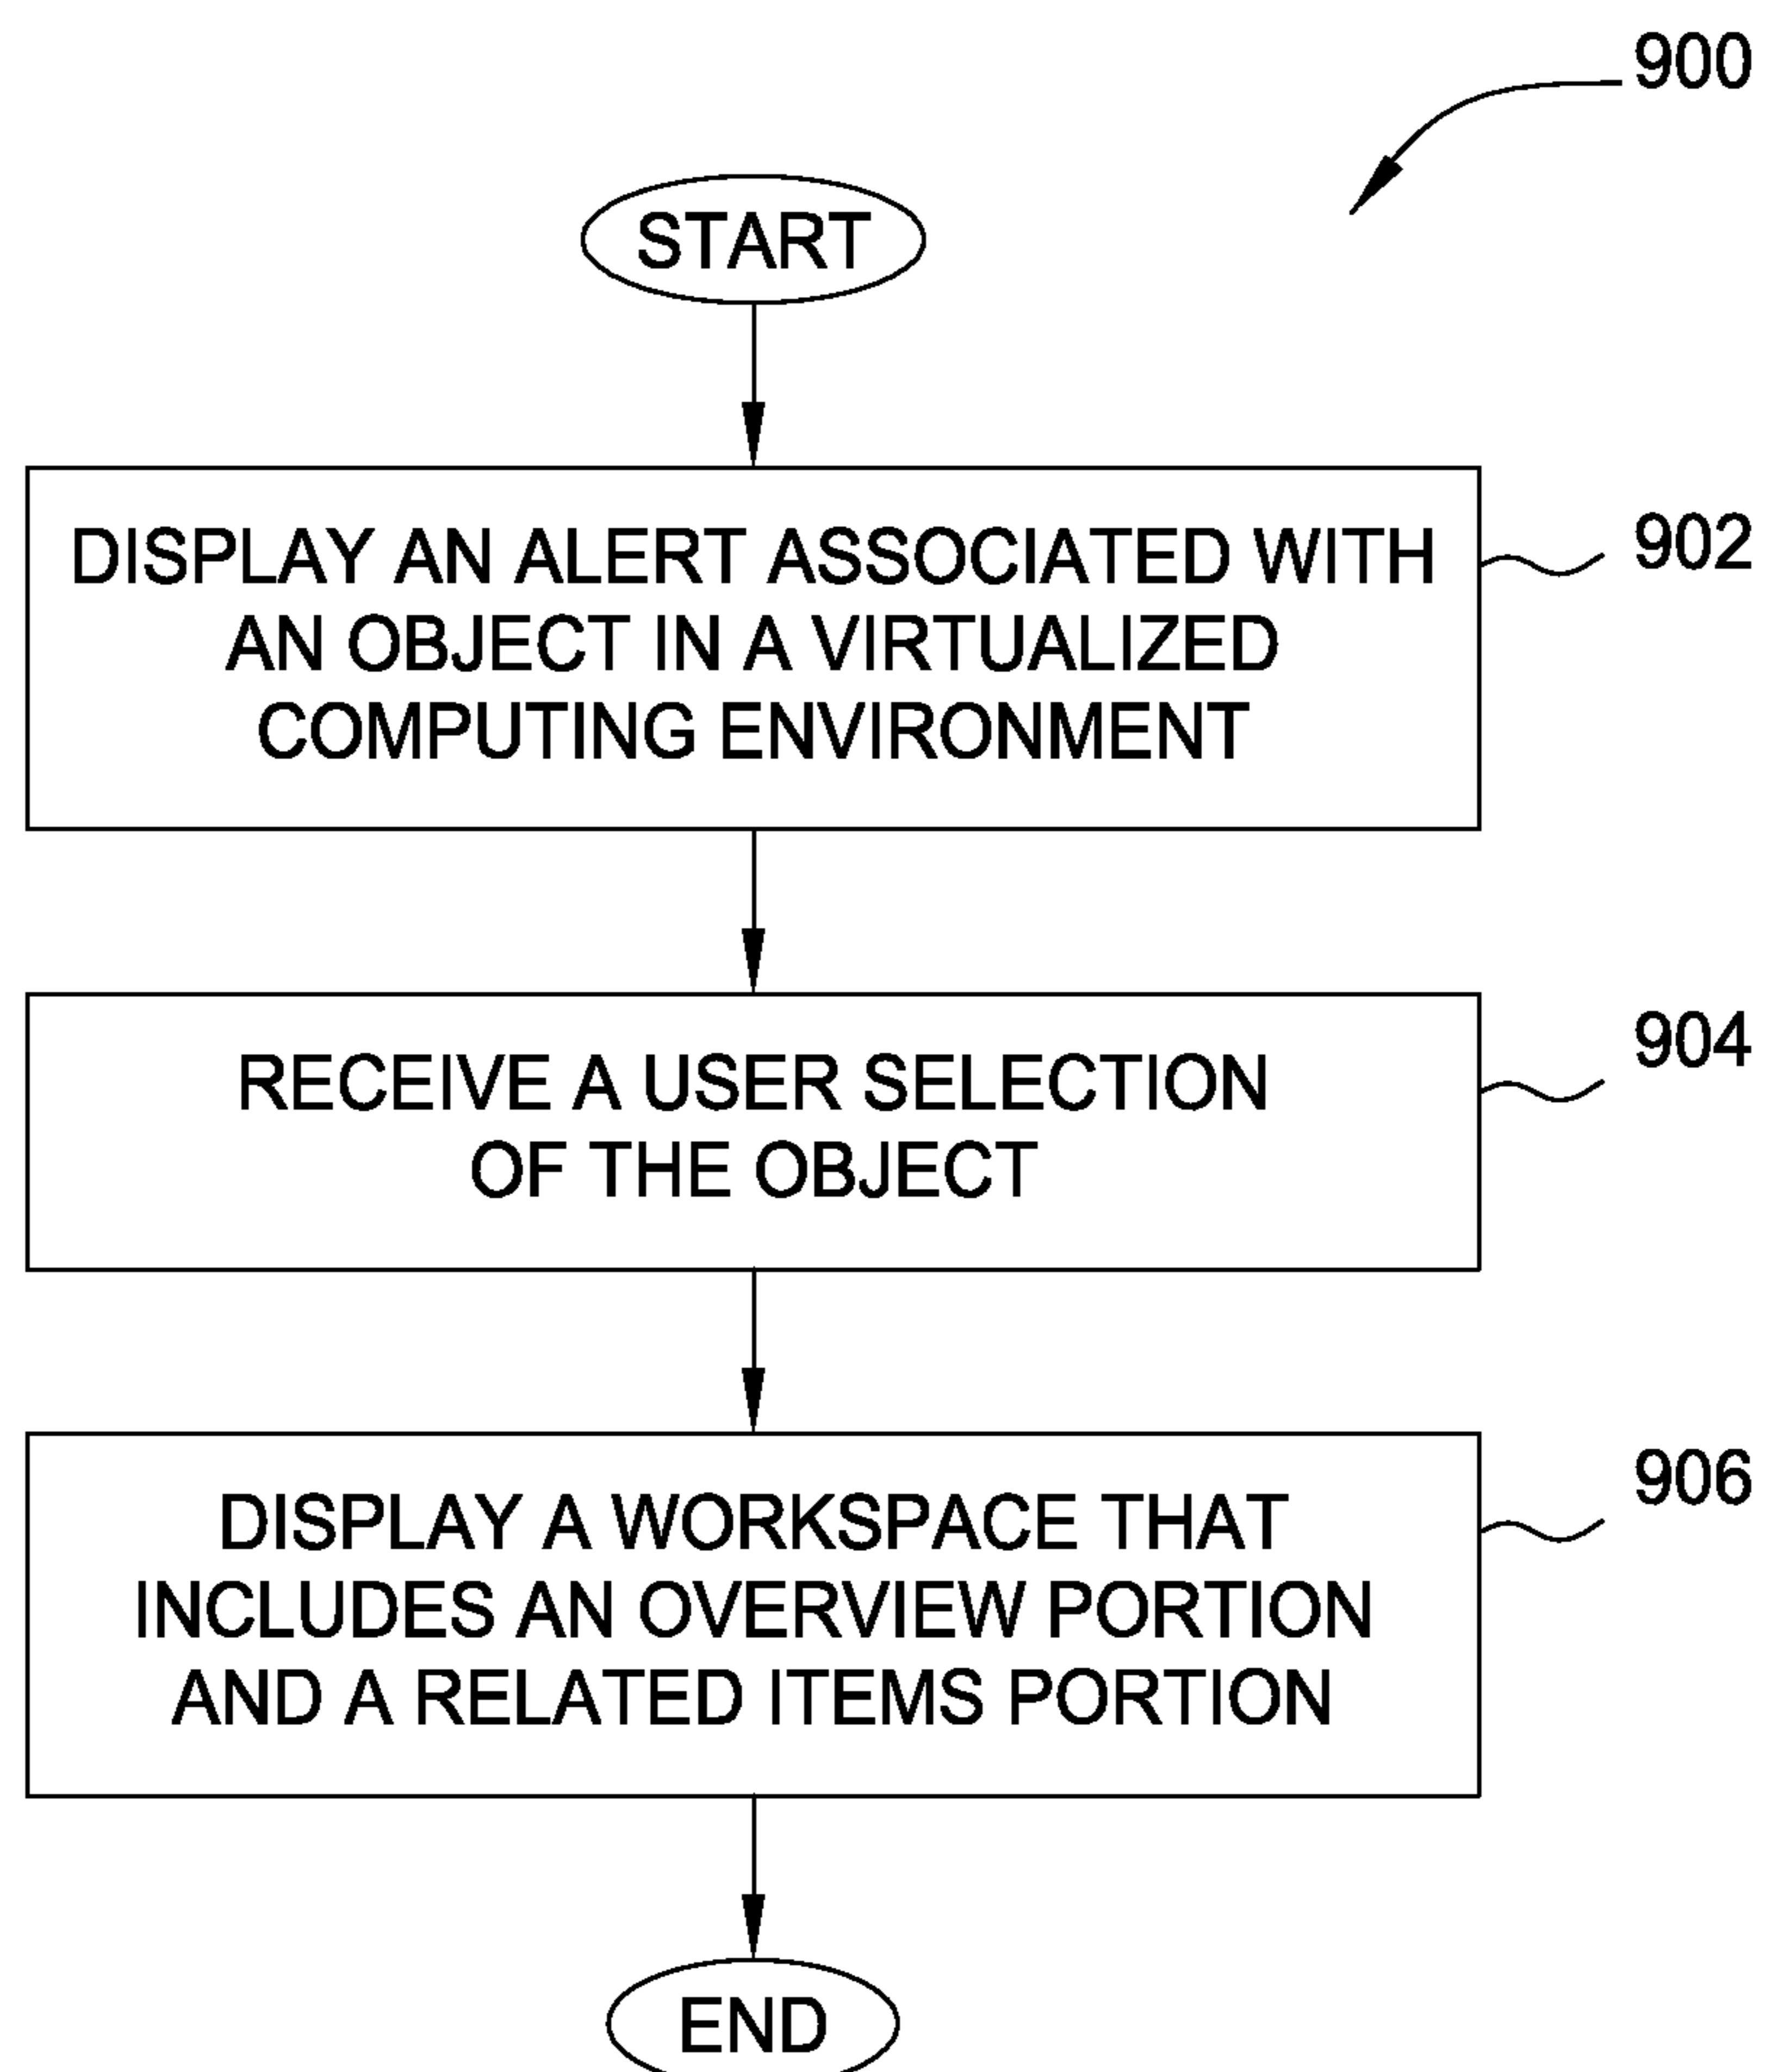 900
START
DISPLAY AN ALERT ASSOCIATED WITH
AN OBJECT IN A VIRTUALIZED
COMPUTING ENVIRONMENT
902
RECEIVE A USER SELECTION
OF THE OBJECT
904
DISPLAY A WORKSPACE THAT
INCLUDES AN OVERVIEW PORTION
AND A RELATED ITEMS PORTION
906
END